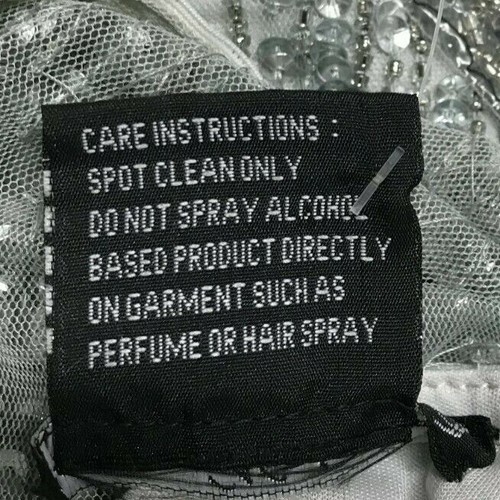 CARE INSTRUCTIONS :
SPOT CLEAN ONLY
DO NOT SPRAY ALCOHOL
BASED PRODUCT DIRECTLY
ON GARMENT SUCH AS
PERFUME OR HAIR SPRAY